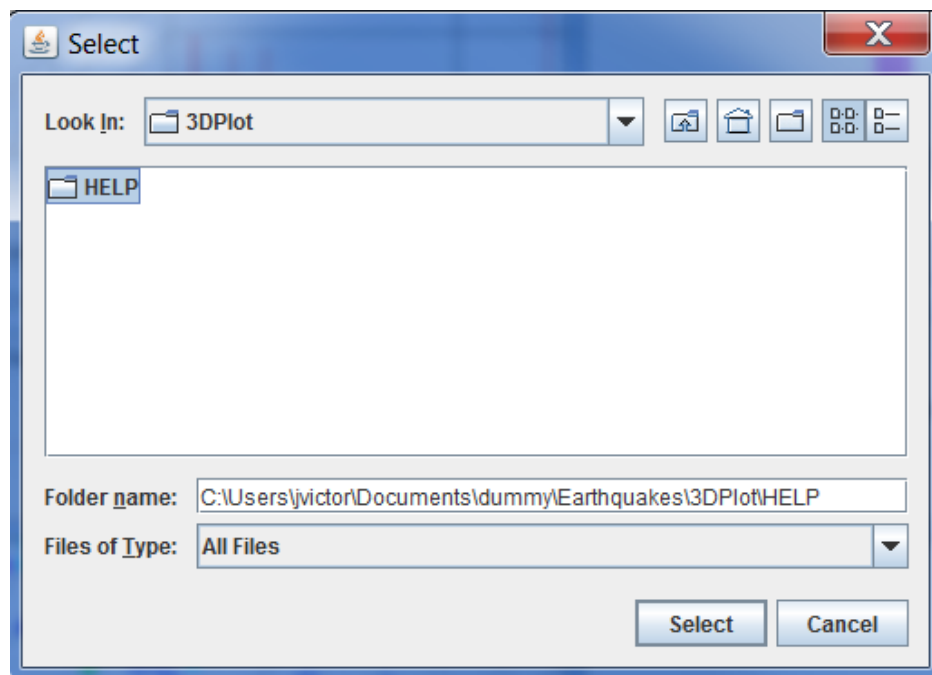 Select
Look In: 3DPlot
HELP
Folder name: C:\Users\jvictor\Documents\dummy\Earthquakes\3DPlot\HELP
Files of Type: All Files
Select Cancel